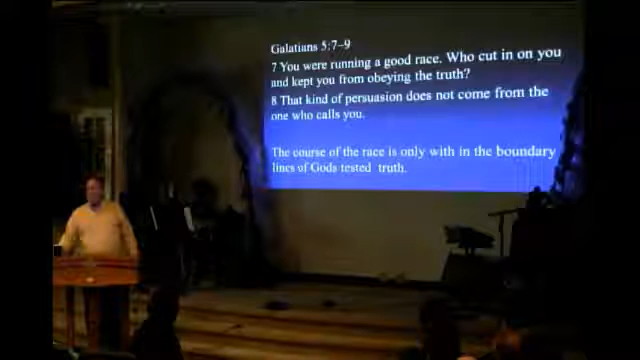 Galatians 5:7-9
7 You were running a good race. Who cut in on you
and kept you from obeying the truth?
8 That kind of persuasion does not come from the
one who calls you.
The course of the race is only with in the boundary
lines of Gods tested truth.